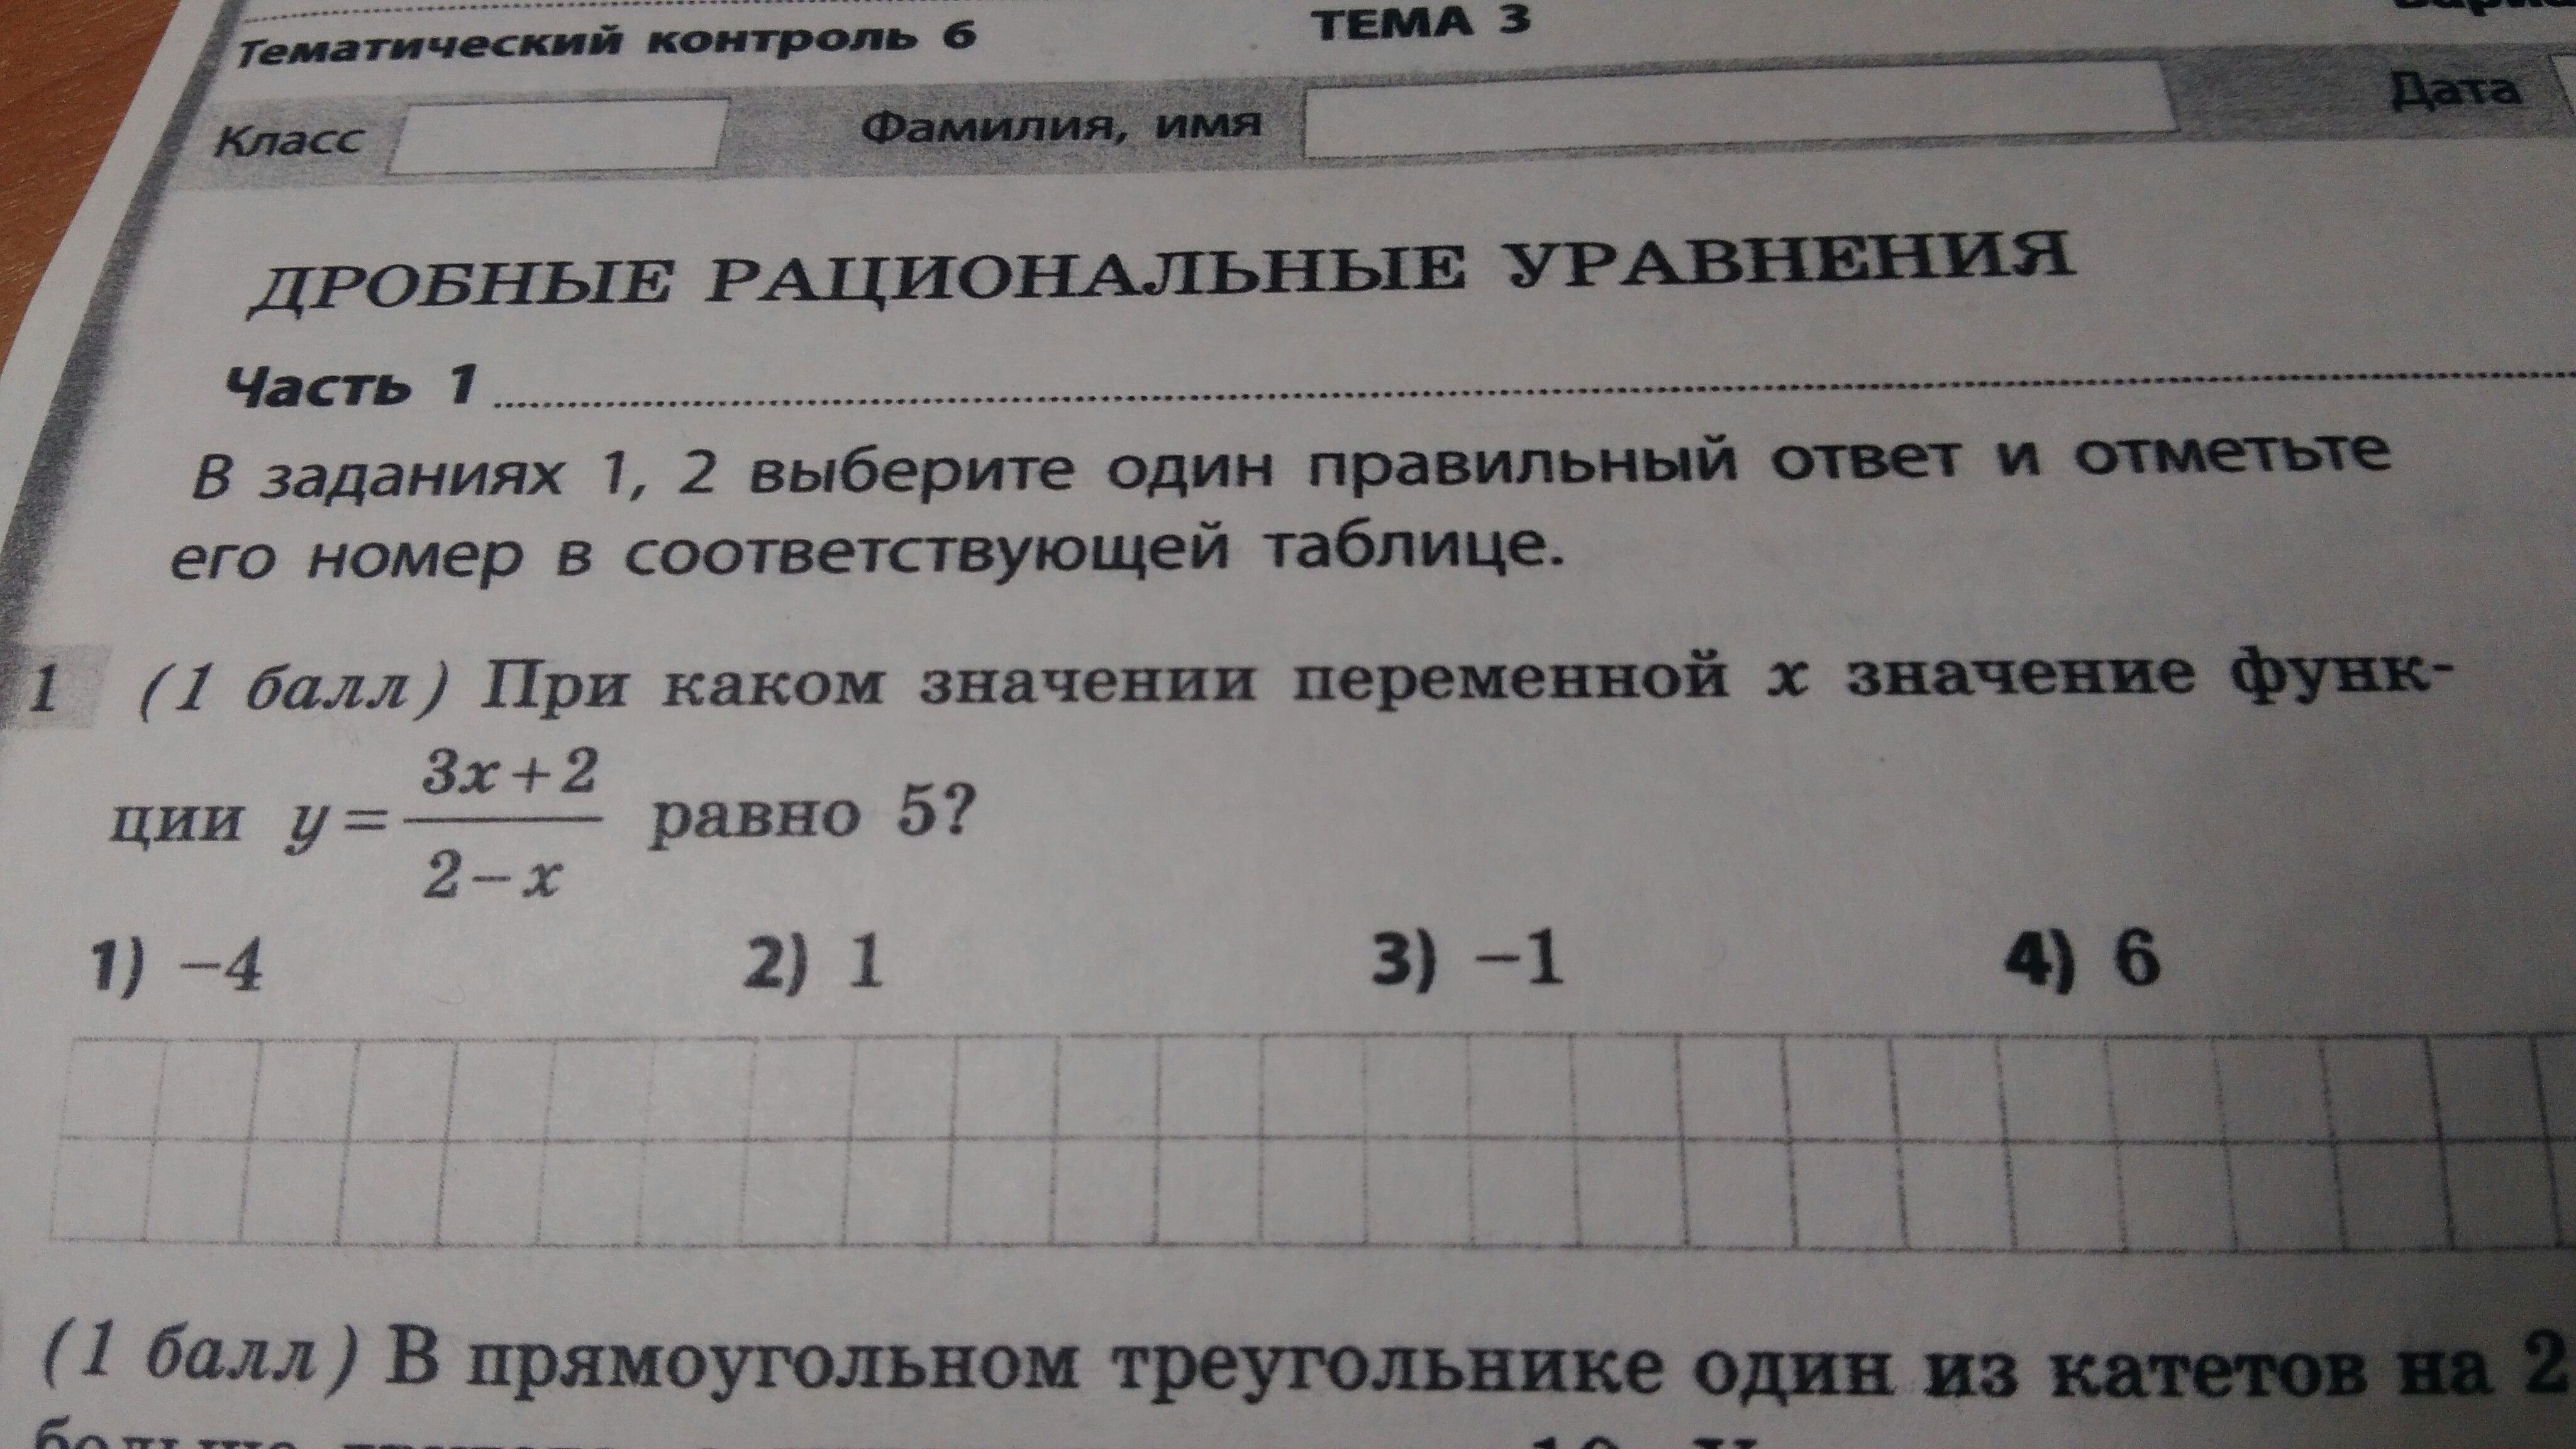 Тематический контроль 6 ТЕМА 3
Класс Фамилия, имя Дата
ДРОБНЫЕ РАЦИОНАЛЬНЫЕ УРАВНЕНИЯ
Часть 1
В заданиях 1, 2 выберите один правильный ответ и отметьте
его номер в соответствующей таблице.
1 (1 балл) При каком значении переменной x значение функ-
ции y = (3x+2)/(2−x) равно 5?
1) −4 2) 1 3) −1 4) 6
(1 балл) В прямоугольном треугольнике один из катетов на 2